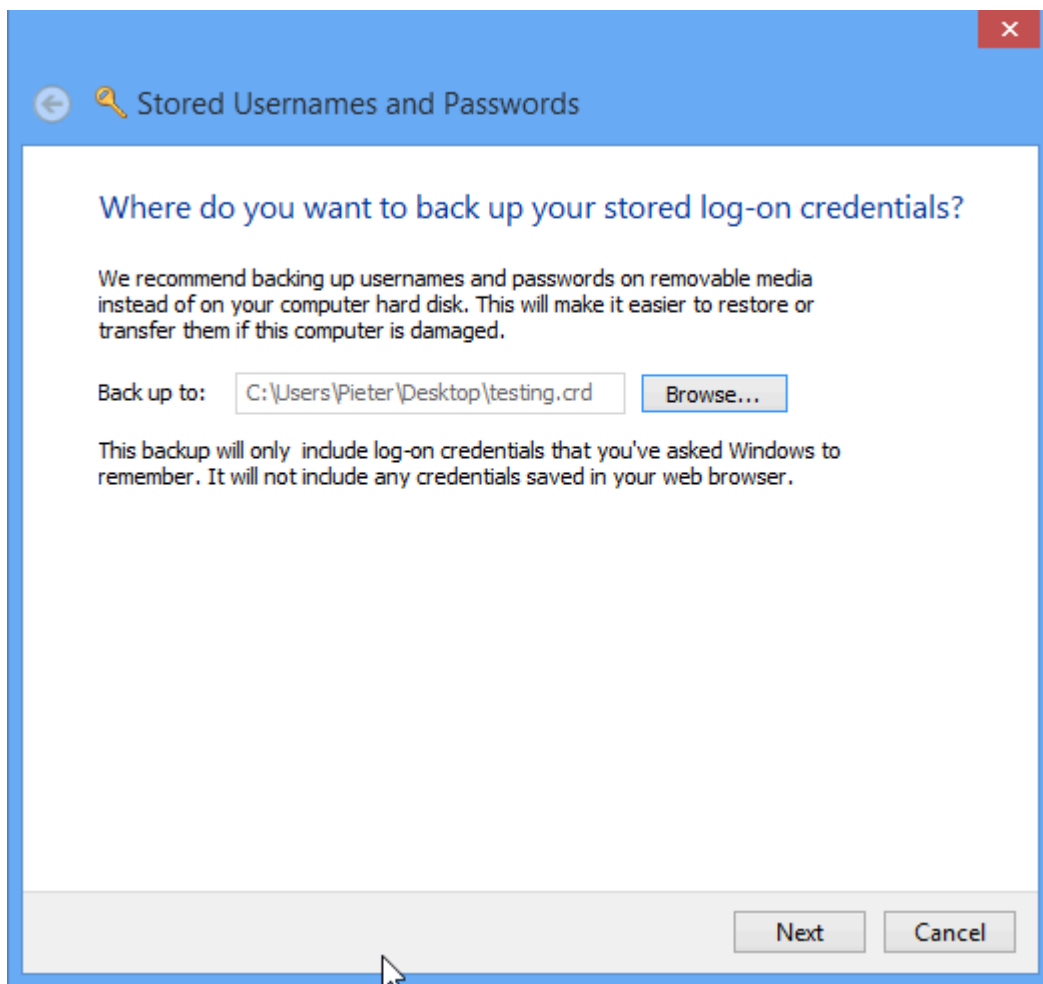 Stored Usernames and Passwords
Where do you want to back up your stored log-on credentials?
We recommend backing up usernames and passwords on removable media
instead of on your computer hard disk. This will make it easier to restore or
transfer them if this computer is damaged.
Back up to: C:\Users\Pieter\Desktop\testing.crd Browse...
This backup will only  include log-on credentials that you've asked Windows to
remember. It will not include any credentials saved in your web browser.
Next Cancel